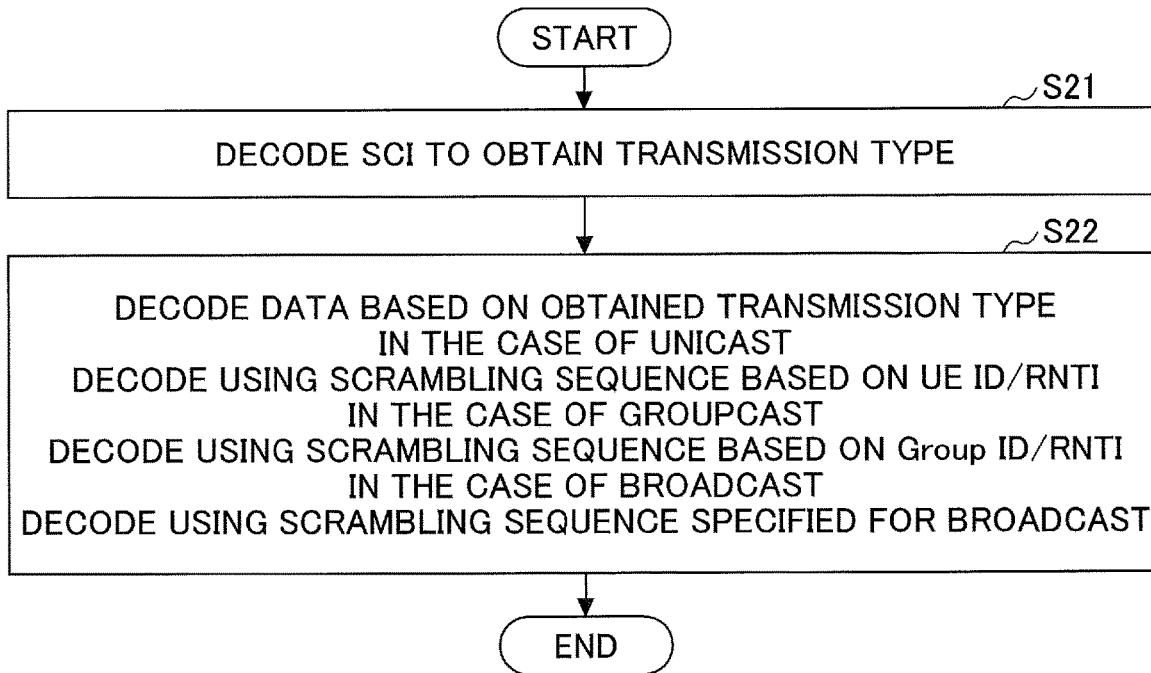 START
S21
DECODE SCI TO OBTAIN TRANSMISSION TYPE
S22
DECODE DATA BASED ON OBTAINED TRANSMISSION TYPE
IN THE CASE OF UNICAST
DECODE USING SCRAMBLING SEQUENCE BASED ON UE ID/RNTI
IN THE CASE OF GROUPCAST
DECODE USING SCRAMBLING SEQUENCE BASED ON Group ID/RNTI
IN THE CASE OF BROADCAST
DECODE USING SCRAMBLING SEQUENCE SPECIFIED FOR BROADCAST
END